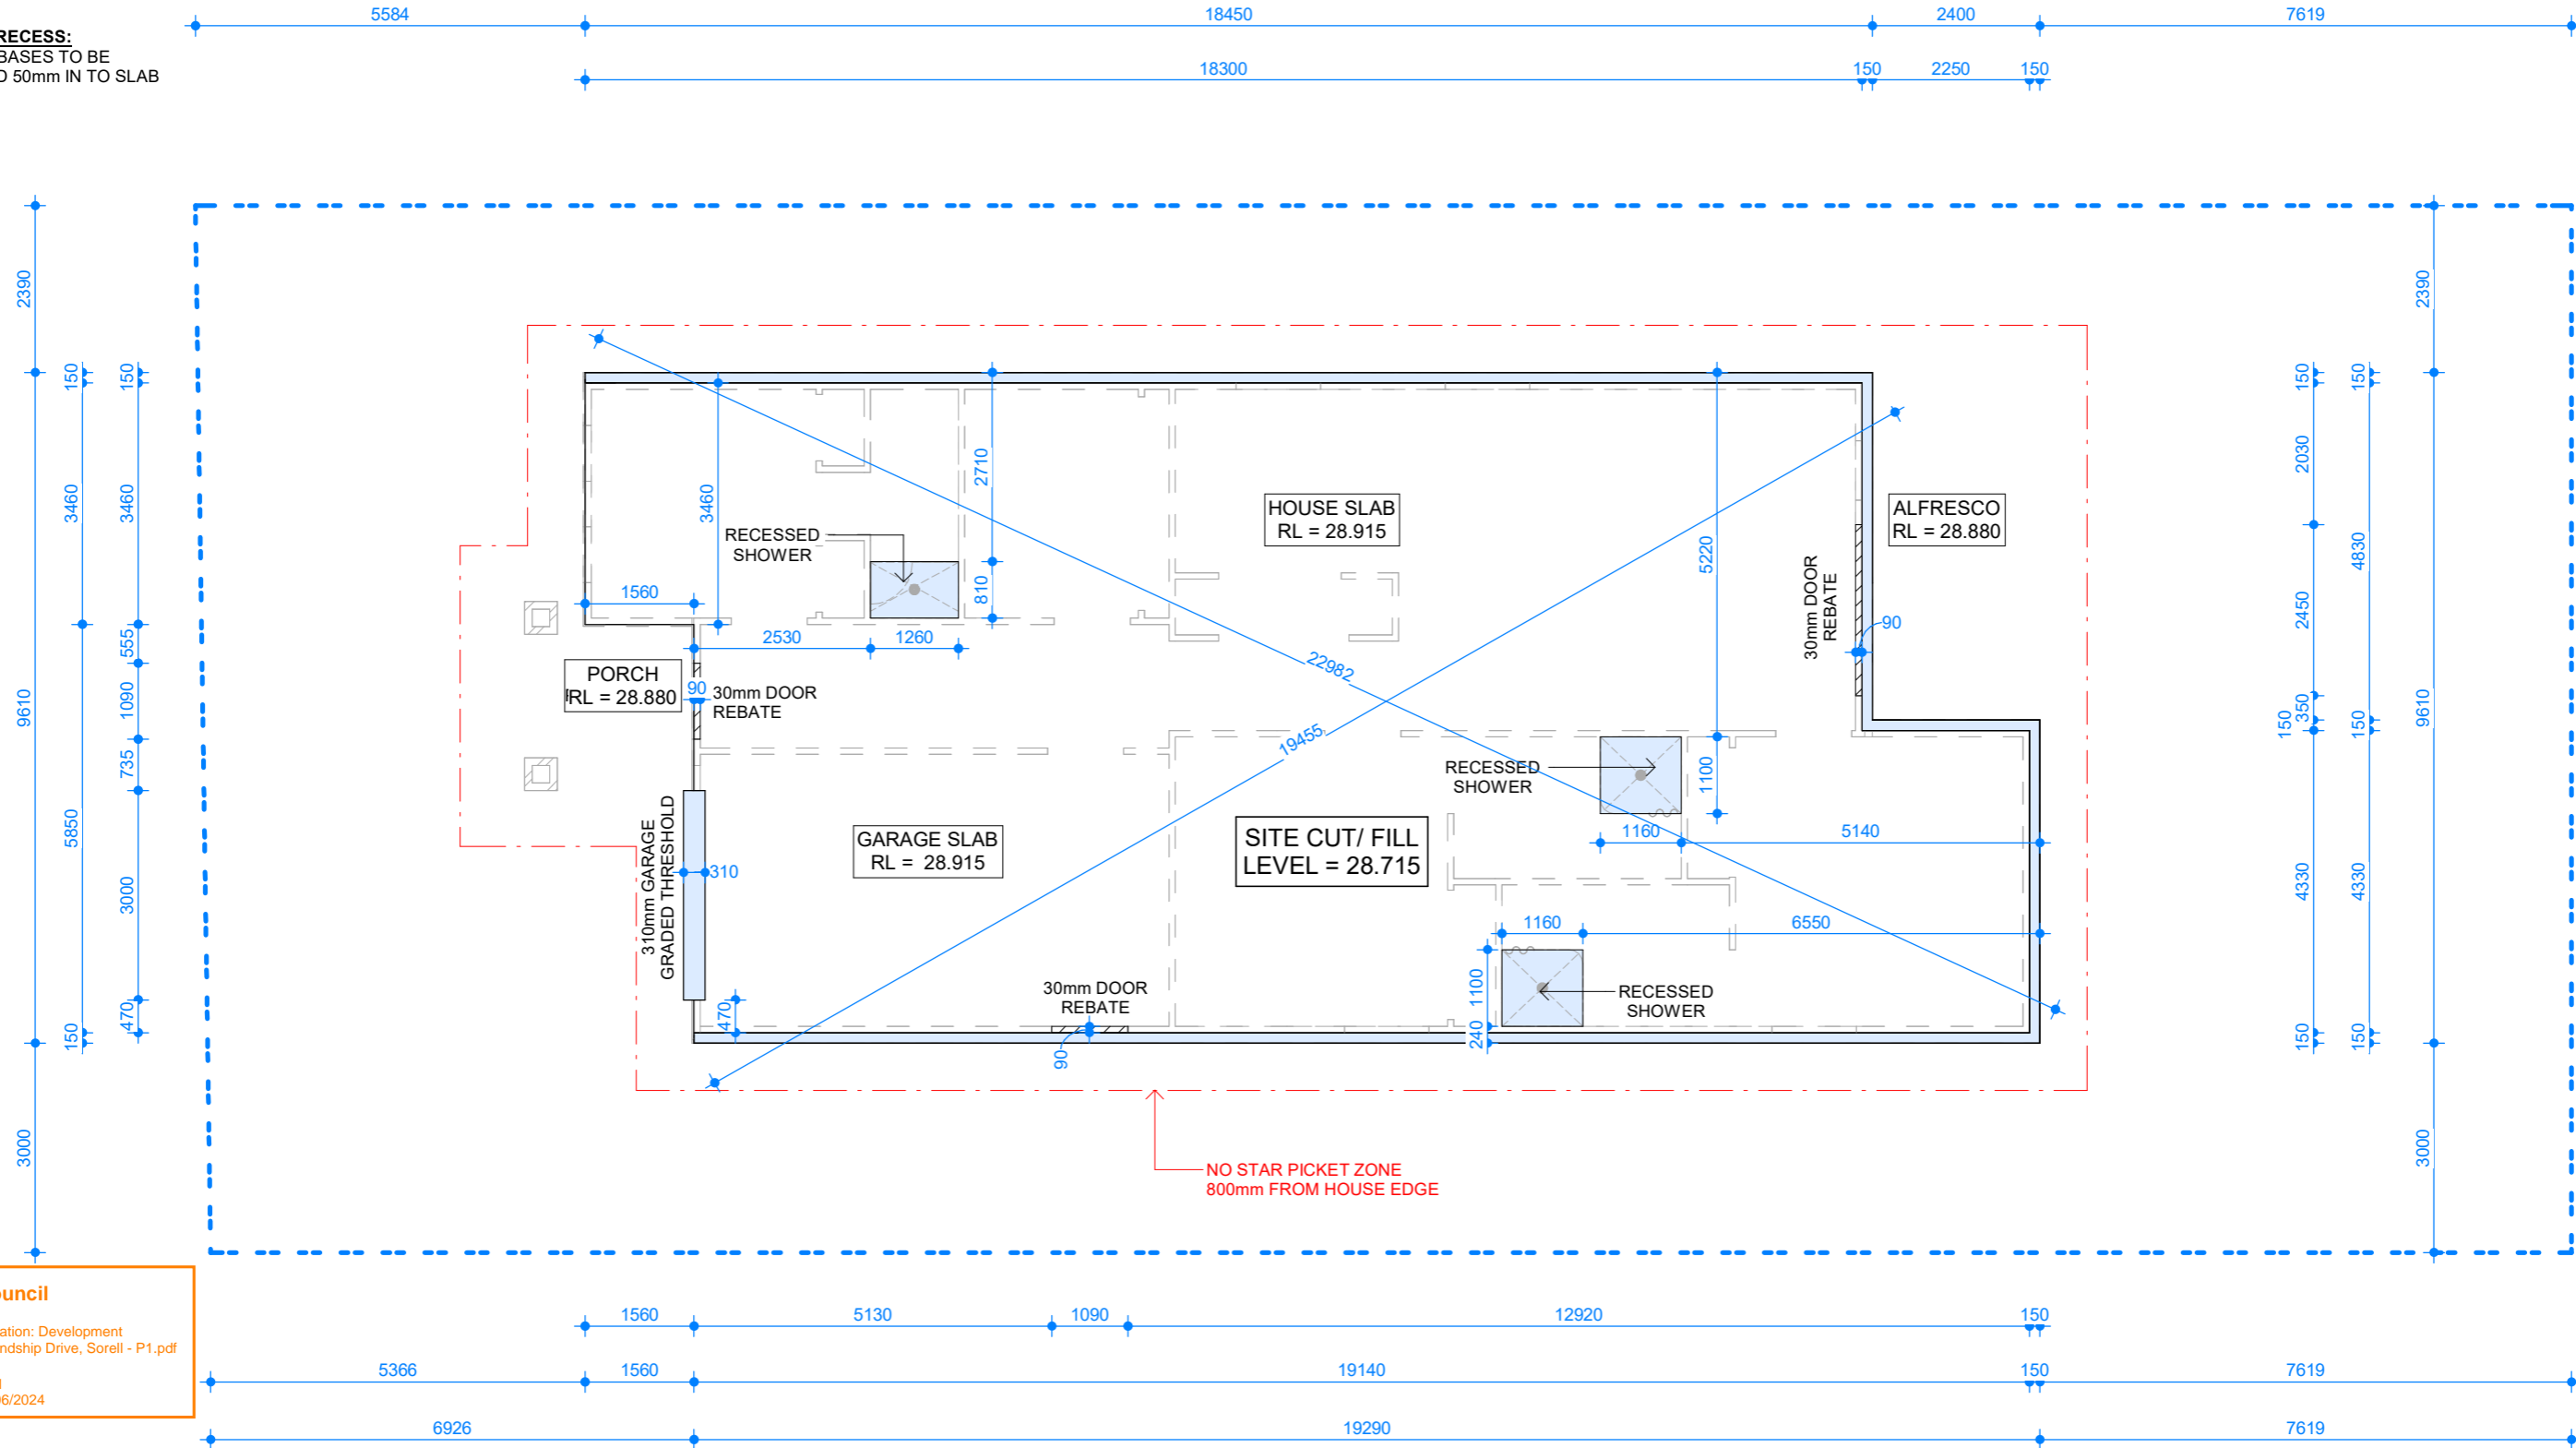 5584 18450 2400 7619
RECESS:
BASES TO BE
50mm IN TO SLAB
18300 150 2250 150
2390
150
3460
9610
5850
150
3000
150
3460
555
1090
735
3000
470
HOUSE SLAB
RL = 28.915
ALFRESCO
RL = 28.880
RECESSED
SHOWER
3460
2710
810
1560
2530 1260
5220
30mm DOOR
REBATE
90
PORCH
RL = 28.880
90
30mm DOOR
REBATE
22982
19455
RECESSED
SHOWER
1100
1160 5140
310mm GARAGE
GRADED THRESHOLD
310
GARAGE SLAB
RL = 28.915
SITE CUT/ FILL
LEVEL = 28.715
1160 6550
1100
240
RECESSED
SHOWER
30mm DOOR
REBATE
470
90
150
2030
2450
350
150
4330
150
150
4830
150
4330
150
2390
9610
3000
NO STAR PICKET ZONE
800mm FROM HOUSE EDGE
Development
Drive, Sorell - P1.pdf
6/2024
1560 5130 1090 12920 150
5366 1560 19140 150 7619
6926 19290 7619